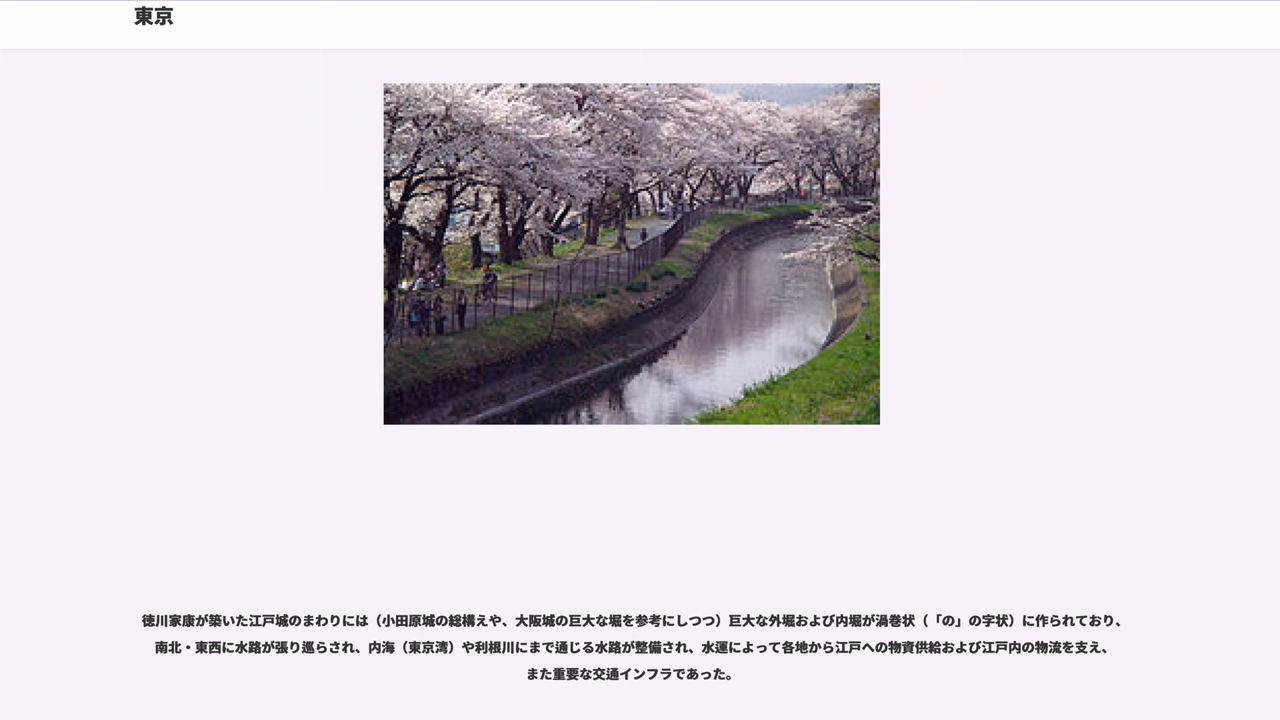 東京
徳川家康が築いた江戸城のまわりには（小田原城の総構えや、大阪城の巨大な堀を参考にしつつ）巨大な外堀および内堀が渦巻状（「の」の字状）に作られており、
南北・東西に水路が張り巡らされ、内海（東京湾）や利根川にまで通じる水路が整備され、水運によって各地から江戸への物資供給および江戸内の物流を支え、
また重要な交通インフラであった。